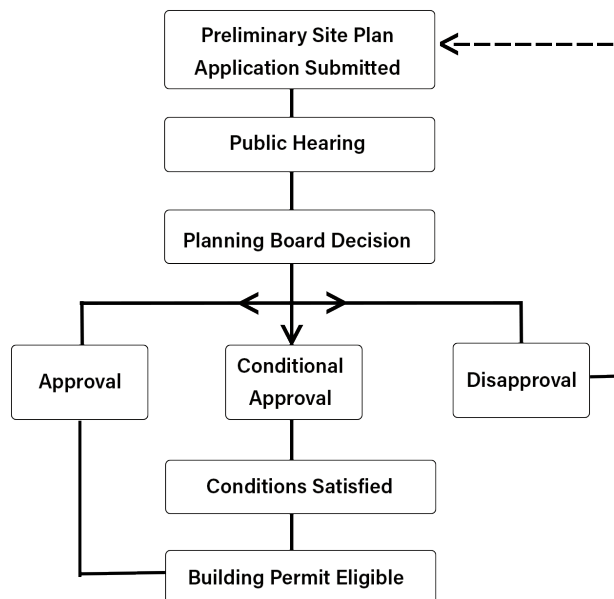 Preliminary Site Plan
Application Submitted
Public Hearing
Planning Board Decision
Approval
Conditional
Approval
Disapproval
Conditions Satisfied
Building Permit Eligible